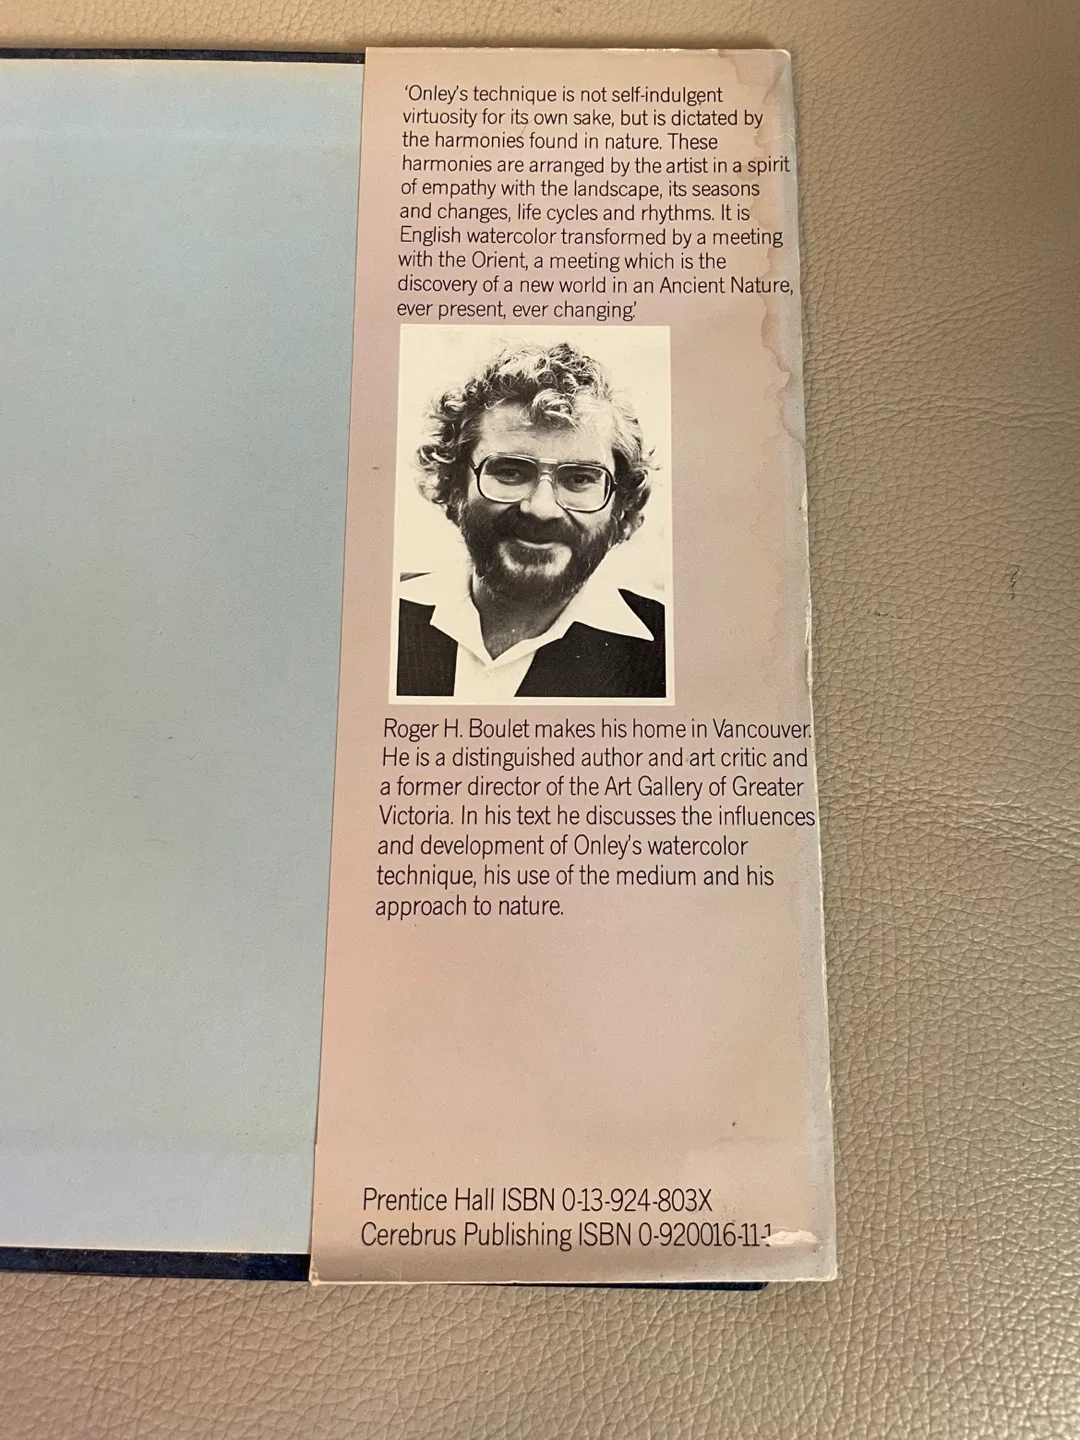 'Onley's technique is not self-indulgent
virtuosity for its own sake, but is dictated by
the harmonies found in nature. These
harmonies are arranged by the artist in a spirit
of empathy with the landscape, its seasons
and changes, life cycles and rhythms. It is
English watercolor transformed by a meeting
with the Orient, a meeting which is the
discovery of a new world in an Ancient Nature,
ever present, ever changing.'
Roger H. Boulet makes his home in Vancouver.
He is a distinguished author and art critic and
a former director of the Art Gallery of Greater
Victoria. In his text he discusses the influences
and development of Onley's watercolor
technique, his use of the medium and his
approach to nature.
Prentice Hall ISBN 0-13-924-803X
Cerebrus Publishing ISBN 0-920016-11-